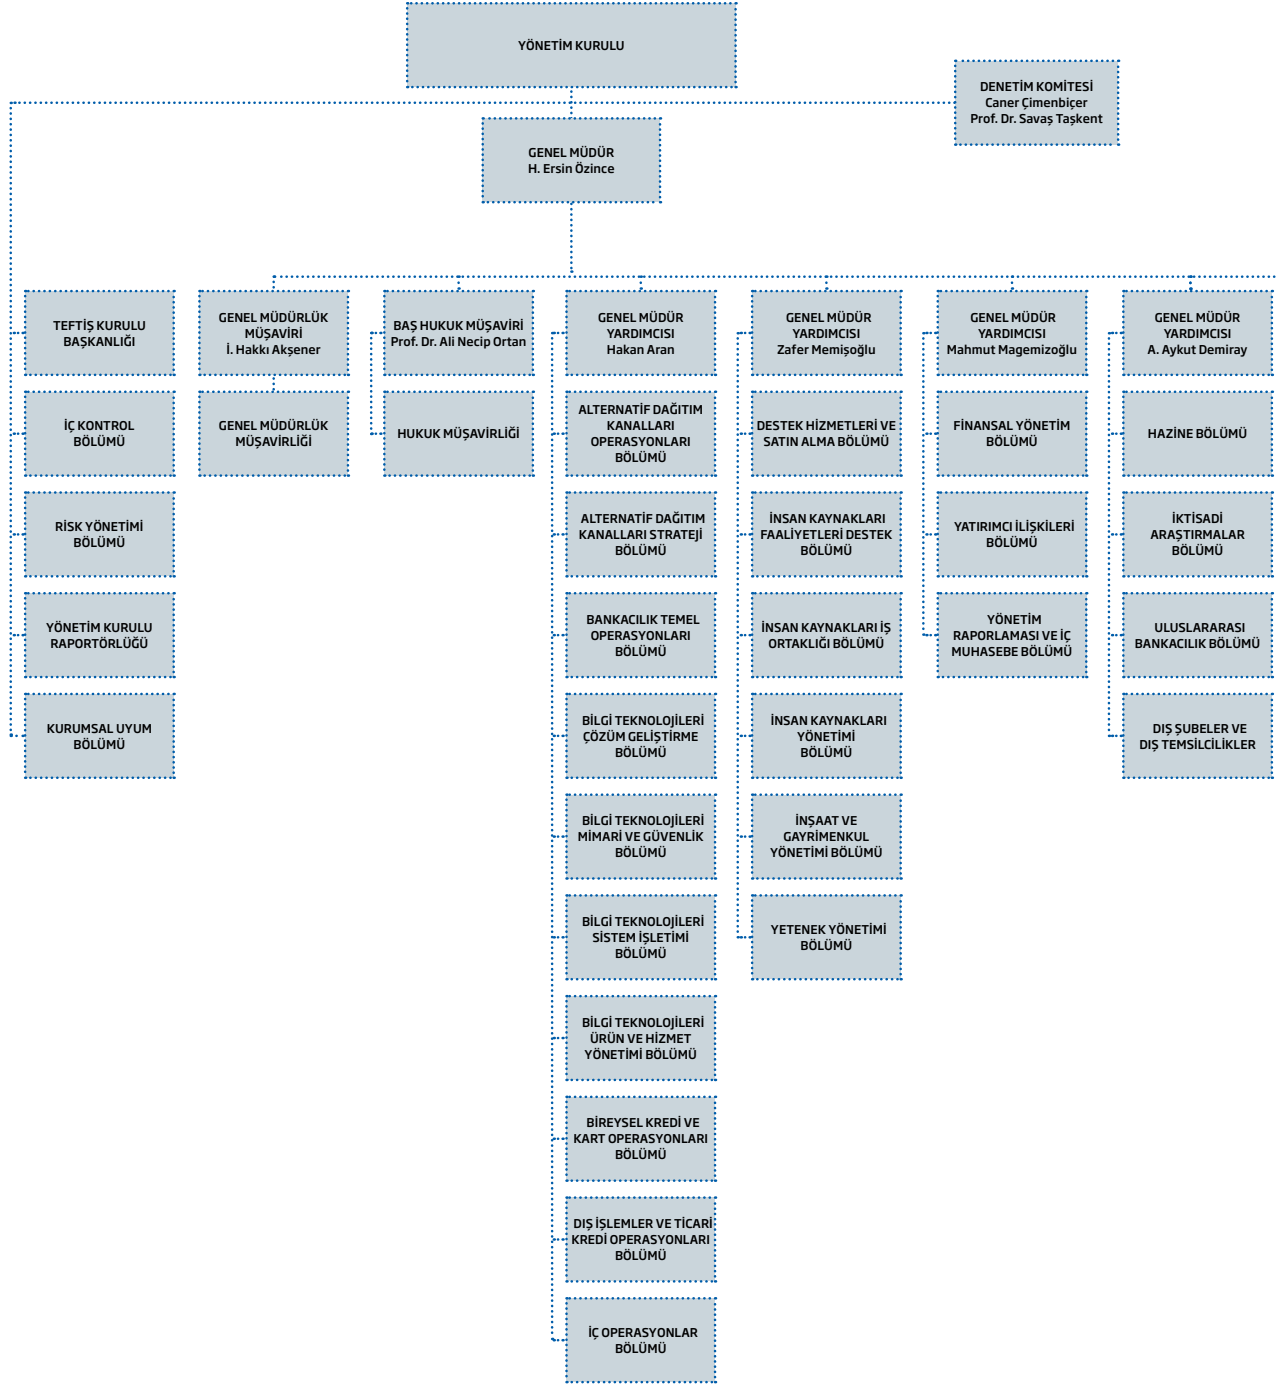 YÖNETİM KURULU
DENETİM KOMİTESİ
Caner Çimenbiçer
Prof. Dr. Savaş Taşkent
GENEL MÜDÜR
H. Ersin Özince
TEFTİŞ KURULU
BAŞKANLIĞI
İÇ KONTROL
BÖLÜMÜ
RİSK YÖNETİMİ
BÖLÜMÜ
YÖNETİM KURULU
RAPORTÖRLÜĞÜ
KURUMSAL UYUM
BÖLÜMÜ
GENEL MÜDÜRLÜK
MÜŞAVİRİ
İ. Hakkı Akşener
GENEL MÜDÜRLÜK
MÜŞAVİRLİĞİ
BAŞ HUKUK MÜŞAVİRİ
Prof. Dr. Ali Necip Ortan
HUKUK MÜŞAVİRLİĞİ
GENEL MÜDÜR
YARDIMCISI
Hakan Aran
ALTERNATİF DAĞITIM
KANALLARI
OPERASYONLARI
BÖLÜMÜ
ALTERNATİF DAĞITIM
KANALLARI STRATEJİ
BÖLÜMÜ
BANKACILIK TEMEL
OPERASYONLARI
BÖLÜMÜ
BİLGİ TEKNOLOJİLERİ
ÇÖZÜM GELİŞTİRME
BÖLÜMÜ
BİLGİ TEKNOLOJİLERİ
MİMARİ VE GÜVENLİK
BÖLÜMÜ
BİLGİ TEKNOLOJİLERİ
SİSTEM İŞLETİMİ
BÖLÜMÜ
BİLGİ TEKNOLOJİLERİ
ÜRÜN VE HİZMET
YÖNETİMİ BÖLÜMÜ
BİREYSEL KREDİ VE
KART OPERASYONLARI
BÖLÜMÜ
DIŞ İŞLEMLER VE TİCARİ
KREDİ OPERASYONLARI
BÖLÜMÜ
İÇ OPERASYONLAR
BÖLÜMÜ
GENEL MÜDÜR
YARDIMCISI
Zafer Memişoğlu
DESTEK HİZMETLERİ VE
SATIN ALMA BÖLÜMÜ
İNSAN KAYNAKLARI
FAALİYETLERİ DESTEK
BÖLÜMÜ
İNSAN KAYNAKLARI İŞ
ORTAKLIĞI BÖLÜMÜ
İNSAN KAYNAKLARI
YÖNETİMİ
BÖLÜMÜ
İNŞAAT VE
GAYRİMENKUL
YÖNETİMİ BÖLÜMÜ
YETENEK YÖNETİMİ
BÖLÜMÜ
GENEL MÜDÜR
YARDIMCISI
Mahmut Magemizoğlu
FİNANSAL YÖNETİM
BÖLÜMÜ
YATIRIMCI İLİŞKİLERİ
BÖLÜMÜ
YÖNETİM
RAPORLAMASI VE İÇ
MUHASEBE BÖLÜMÜ
GENEL MÜDÜR
YARDIMCISI
A. Aykut Demiray
HAZİNE BÖLÜMÜ
İKTİSADİ
ARAŞTIRMALAR
BÖLÜMÜ
ULUSLARARASI
BANKACILIK BÖLÜMÜ
DIŞ ŞUBELER VE
DIŞ TEMSİLCİLİKLER